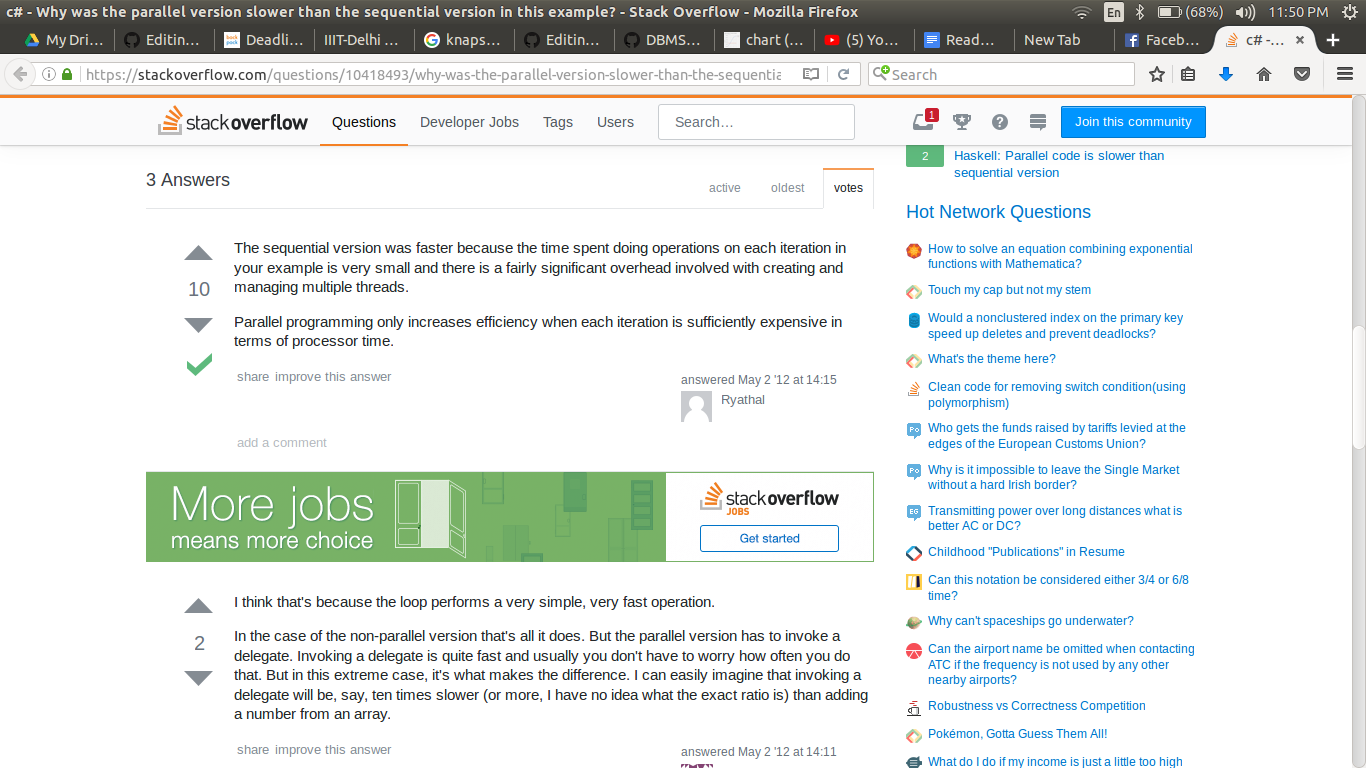 c# - Why was the parallel version slower than the sequential version in this example? - Stack Overflow - Mozilla Firefox
En (68%) 11:50 PM
My Dri... Editin... Deadli... IIIT-Delhi ... knaps... Editin... DBMS... chart (... (5) Yo... Read... New Tab Faceb... c# -...
https://stackoverflow.com/questions/10418493/why-was-the-parallel-version-slower-than-the-sequentia
Search
stackoverflow Questions Developer Jobs Tags Users Search... 1 Join this community
3 Answers
active oldest votes
The sequential version was faster because the time spent doing operations on each iteration in
your example is very small and there is a fairly significant overhead involved with creating and
managing multiple threads.
10
Parallel programming only increases efficiency when each iteration is sufficiently expensive in
terms of processor time.
share improve this answer
answered May 2 '12 at 14:15
Ryathal
add a comment
More jobs
means more choice
stackoverflow
JOBS
Get started
I think that's because the loop performs a very simple, very fast operation.
2
In the case of the non-parallel version that's all it does. But the parallel version has to invoke a
delegate. Invoking a delegate is quite fast and usually you don't have to worry how often you do
that. But in this extreme case, it's what makes the difference. I can easily imagine that invoking a
delegate will be, say, ten times slower (or more, I have no idea what the exact ratio is) than adding
a number from an array.
share improve this answer
answered May 2 '12 at 14:11
2 Haskell: Parallel code is slower than
sequential version
Hot Network Questions
How to solve an equation combining exponential
functions with Mathematica?
Touch my cap but not my stem
Would a nonclustered index on the primary key
speed up deletes and prevent deadlocks?
What's the theme here?
Clean code for removing switch condition(using
polymorphism)
Who gets the funds raised by tariffs levied at the
edges of the European Customs Union?
Why is it impossible to leave the Single Market
without a hard Irish border?
Transmitting power over long distances what is
better AC or DC?
Childhood "Publications" in Resume
Can this notation be considered either 3/4 or 6/8
time?
Why can't spaceships go underwater?
Can the airport name be omitted when contacting
ATC if the frequency is not used by any other
nearby airports?
Robustness vs Correctness Competition
Pokémon, Gotta Guess Them All!
What do I do if my income is just a little too high